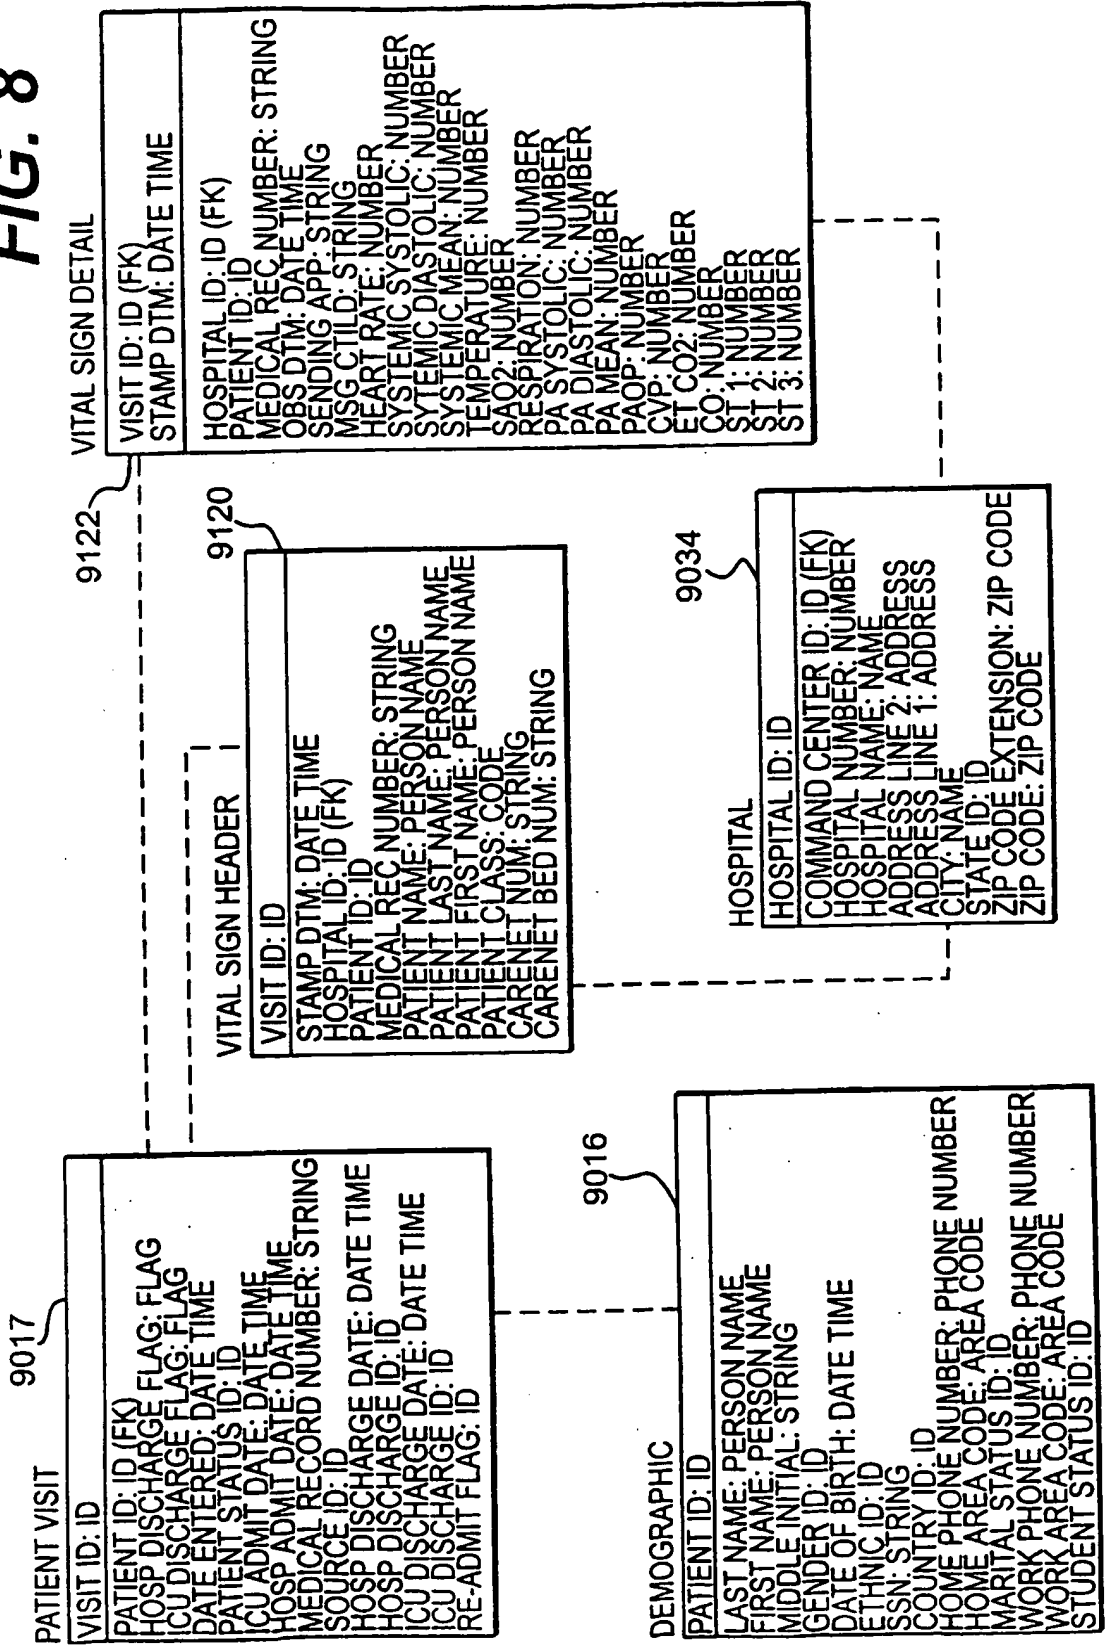 FIG. 8
PATIENT VISIT
9017
VISIT ID: ID
PATIENT ID: ID (FK)
HOSP DISCHARGE FLAG: FLAG
ICU DISCHARGE FLAG: FLAG
DATE ENTERED: DATE TIME
PATIENT STATUS ID: ID
ICU ADMIT DATE: DATE TIME
HOSP ADMIT DATE: DATE TIME
MEDICAL RECORD NUMBER: STRING
SOURCE ID: ID
HOSP DISCHARGE DATE: DATE TIME
HOSP DISCHARGE ID: ID
ICU DISCHARGE DATE: DATE TIME
ICU DISCHARGE ID: ID
RE-ADMIT FLAG: ID
VITAL SIGN HEADER
9120
VISIT ID: ID
STAMP DTM: DATE TIME
HOSPITAL ID: ID (FK)
PATIENT ID: ID
MEDICAL REC NUMBER: STRING
PATIENT NAME: PERSON NAME
PATIENT LAST NAME: PERSON NAME
PATIENT FIRST NAME: PERSON NAME
PATIENT CLASS: CODE
CARENET NUM: STRING
CARENET BED NUM: STRING
VITAL SIGN DETAIL
9122
VISIT ID: ID (FK)
STAMP DTM: DATE TIME
HOSPITAL ID: ID (FK)
PATIENT ID: ID
MEDICAL REC NUMBER: STRING
OBS DTM: DATE TIME
SENDING APP: STRING
MSG CTILD: STRING
HEART RATE: NUMBER
SYSTEMIC SYSTOLIC: NUMBER
SYTEMIC DIASTOLIC: NUMBER
SYSTEMIC MEAN: NUMBER
TEMPERATURE: NUMBER
SAO2: NUMBER
RESPIRATION: NUMBER
PA SYSTOLIC: NUMBER
PA DIASTOLIC: NUMBER
PA MEAN: NUMBER
PAOP: NUMBER
CVP: NUMBER
ET CO2: NUMBER
CO: NUMBER
ST 1: NUMBER
ST 2: NUMBER
ST 3: NUMBER
DEMOGRAPHIC
9016
PATIENT ID: ID
LAST NAME: PERSON NAME
FIRST NAME: PERSON NAME
MIDDLE INITIAL: STRING
GENDER ID: ID
DATE OF BIRTH: DATE TIME
ETHNIC ID: ID
SSN: STRING
COUNTRY ID: ID
HOME PHONE NUMBER: PHONE NUMBER
HOME AREA CODE: AREA CODE
MARITAL STATUS ID: ID
WORK PHONE NUMBER: PHONE NUMBER
WORK AREA CODE: AREA CODE
STUDENT STATUS ID: ID
HOSPITAL
9034
HOSPITAL ID: ID
COMMAND CENTER ID: ID (FK)
HOSPITAL NUMBER: NUMBER
HOSPITAL NAME: NAME
ADDRESS LINE 2: ADDRESS
ADDRESS LINE 1: ADDRESS
CITY: NAME
STATE ID: ID
ZIP CODE EXTENSION: ZIP CODE
ZIP CODE: ZIP CODE